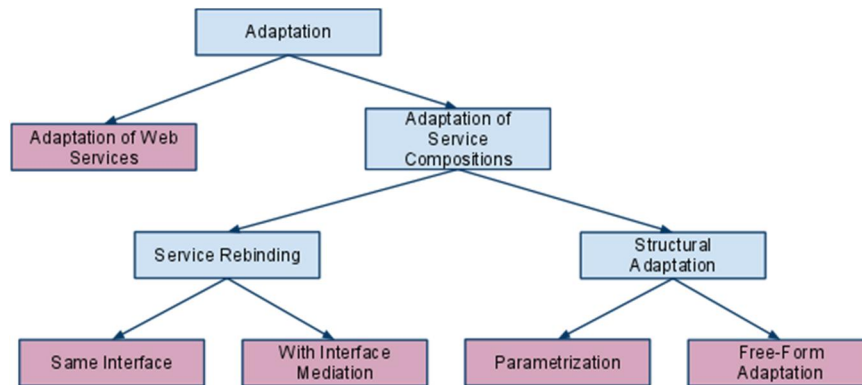 Adaptation
Adaptation of Web
Services
Adaptation of
Service
Compositions
Service Rebinding
Structural
Adaptation
Same Interface
With Interface
Mediation
Parametrization
Free-Form
Adaptation